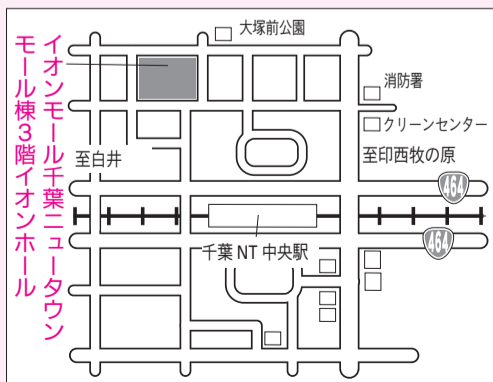 イオンモール千葉ニュータウン
モール棟3階イオンホール
大塚前公園
消防署
クリーンセンター
至白井
至印西牧の原
464
464
千葉NT中央駅